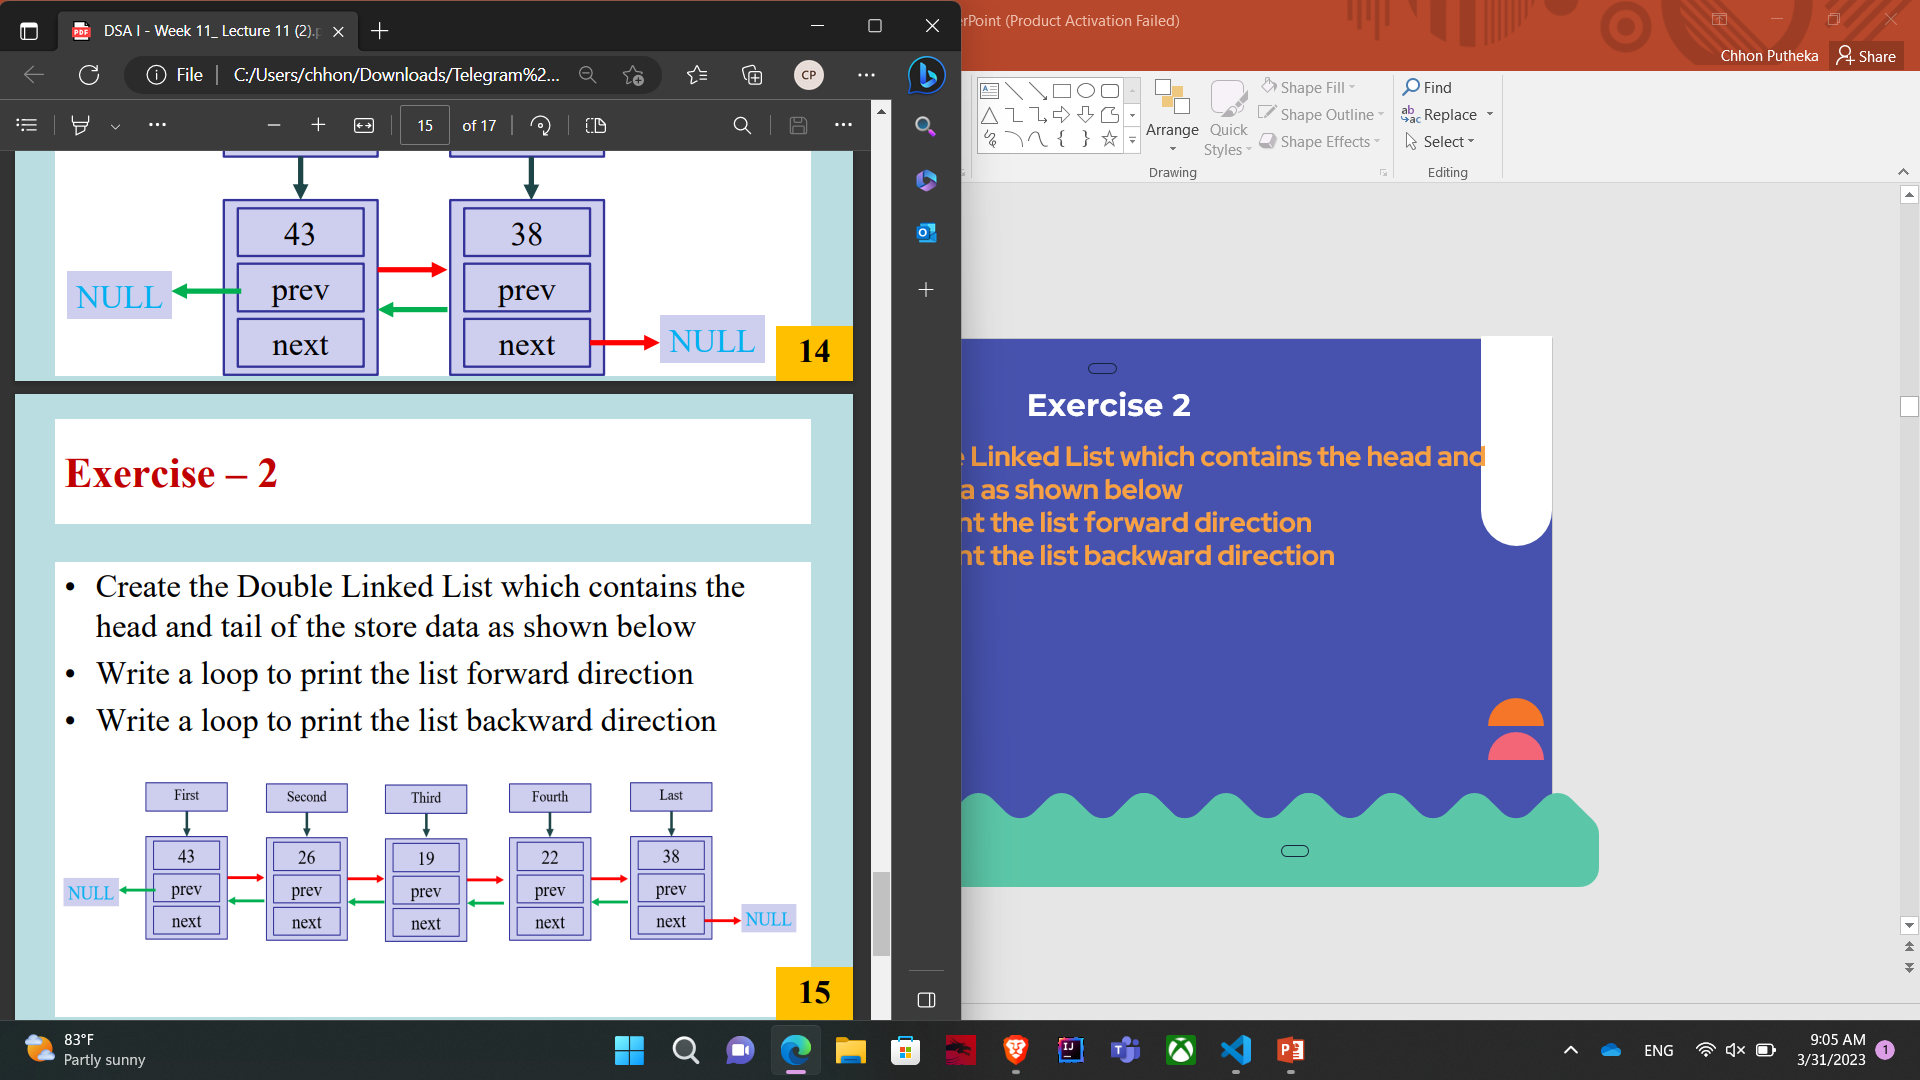 DSA I - Week 11_ Lecture 11 (2).p
File
C:/Users/chhon/Downloads/Telegram%2...
CP
15 of 17
43
prev
next
38
prev
next
NULL
NULL
14
Exercise – 2
• Create the Double Linked List which contains the
head and tail of the store data as shown below
• Write a loop to print the list forward direction
• Write a loop to print the list backward direction
First Second Third Fourth Last
43 26 19 22 38
prev prev prev prev prev
next next next next next
NULL
NULL
15
erPoint (Product Activation Failed)
Chhon Putheka
Share
Arrange
Quick
Styles
Shape Fill
Shape Outline
Shape Effects
Drawing
Find
Replace
Select
Editing
Exercise 2
Linked List which contains the head and
a as shown below
nt the list forward direction
nt the list backward direction
83°F
Partly sunny
ENG
9:05 AM
3/31/2023
1